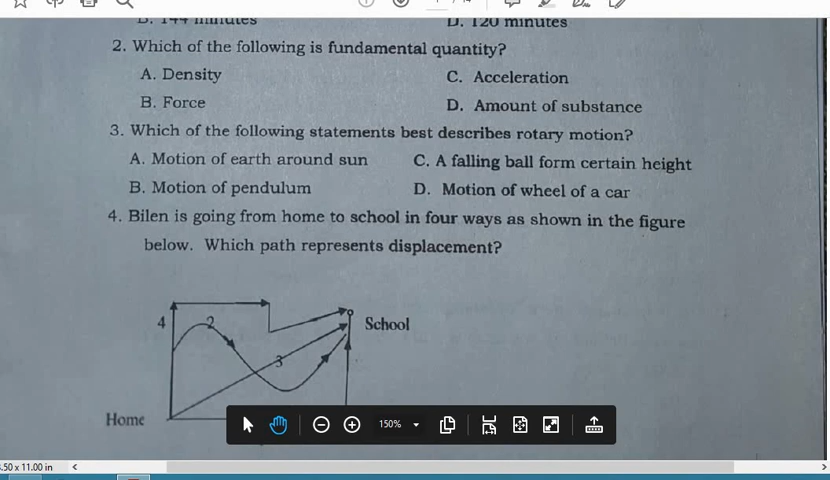 B. 144 minutes D. 120 minutes
2. Which of the following is fundamental quantity?
A. Density C. Acceleration
B. Force D. Amount of substance
3. Which of the following statements best describes rotary motion?
A. Motion of earth around sun C. A falling ball form certain height
B. Motion of pendulum D. Motion of wheel of a car
4. Bilen is going from home to school in four ways as shown in the figure
below. Which path represents displacement?
4 2 School
3
Home
150%
.50 x 11.00 in